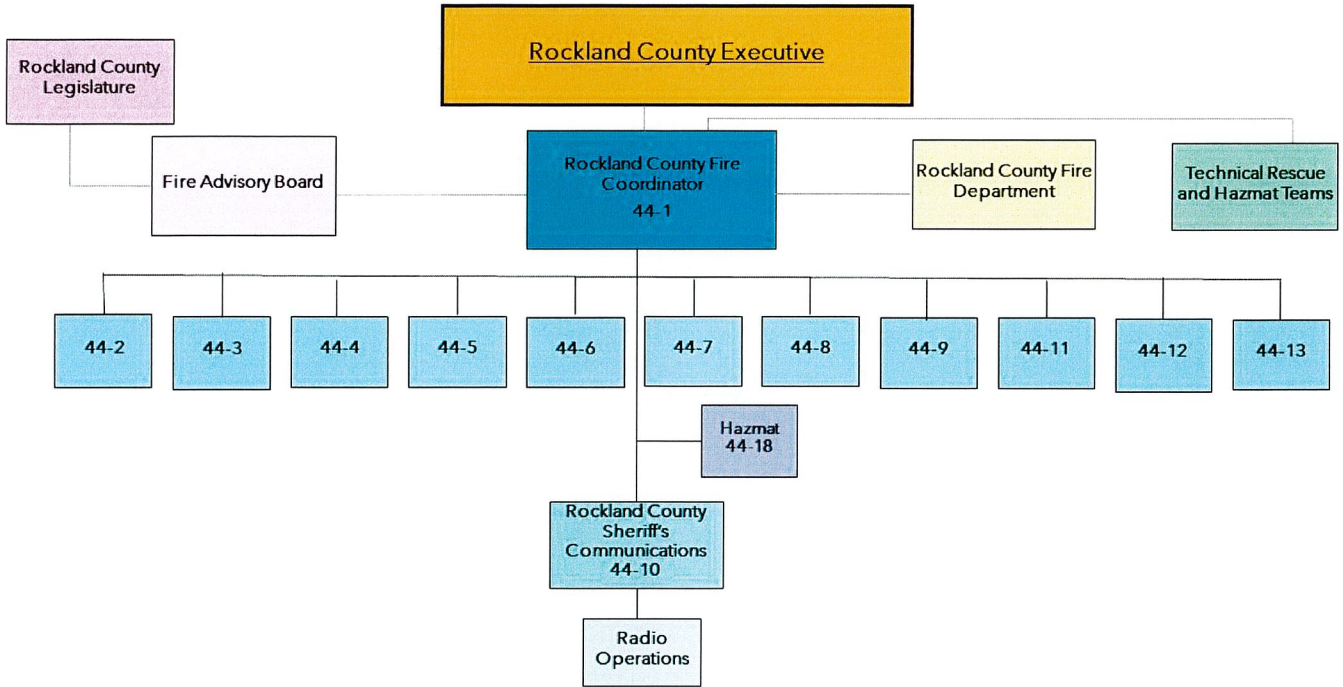 Rockland County Executive
Rockland County
Legislature
Fire Advisory Board
Rockland County Fire
Coordinator
44-1
Rockland County Fire
Department
Technical Rescue
and Hazmat Teams
44-2
44-3
44-4
44-5
44-6
44-7
44-8
44-9
44-11
44-12
44-13
Hazmat
44-18
Rockland County
Sheriff's
Communications
44-10
Radio
Operations